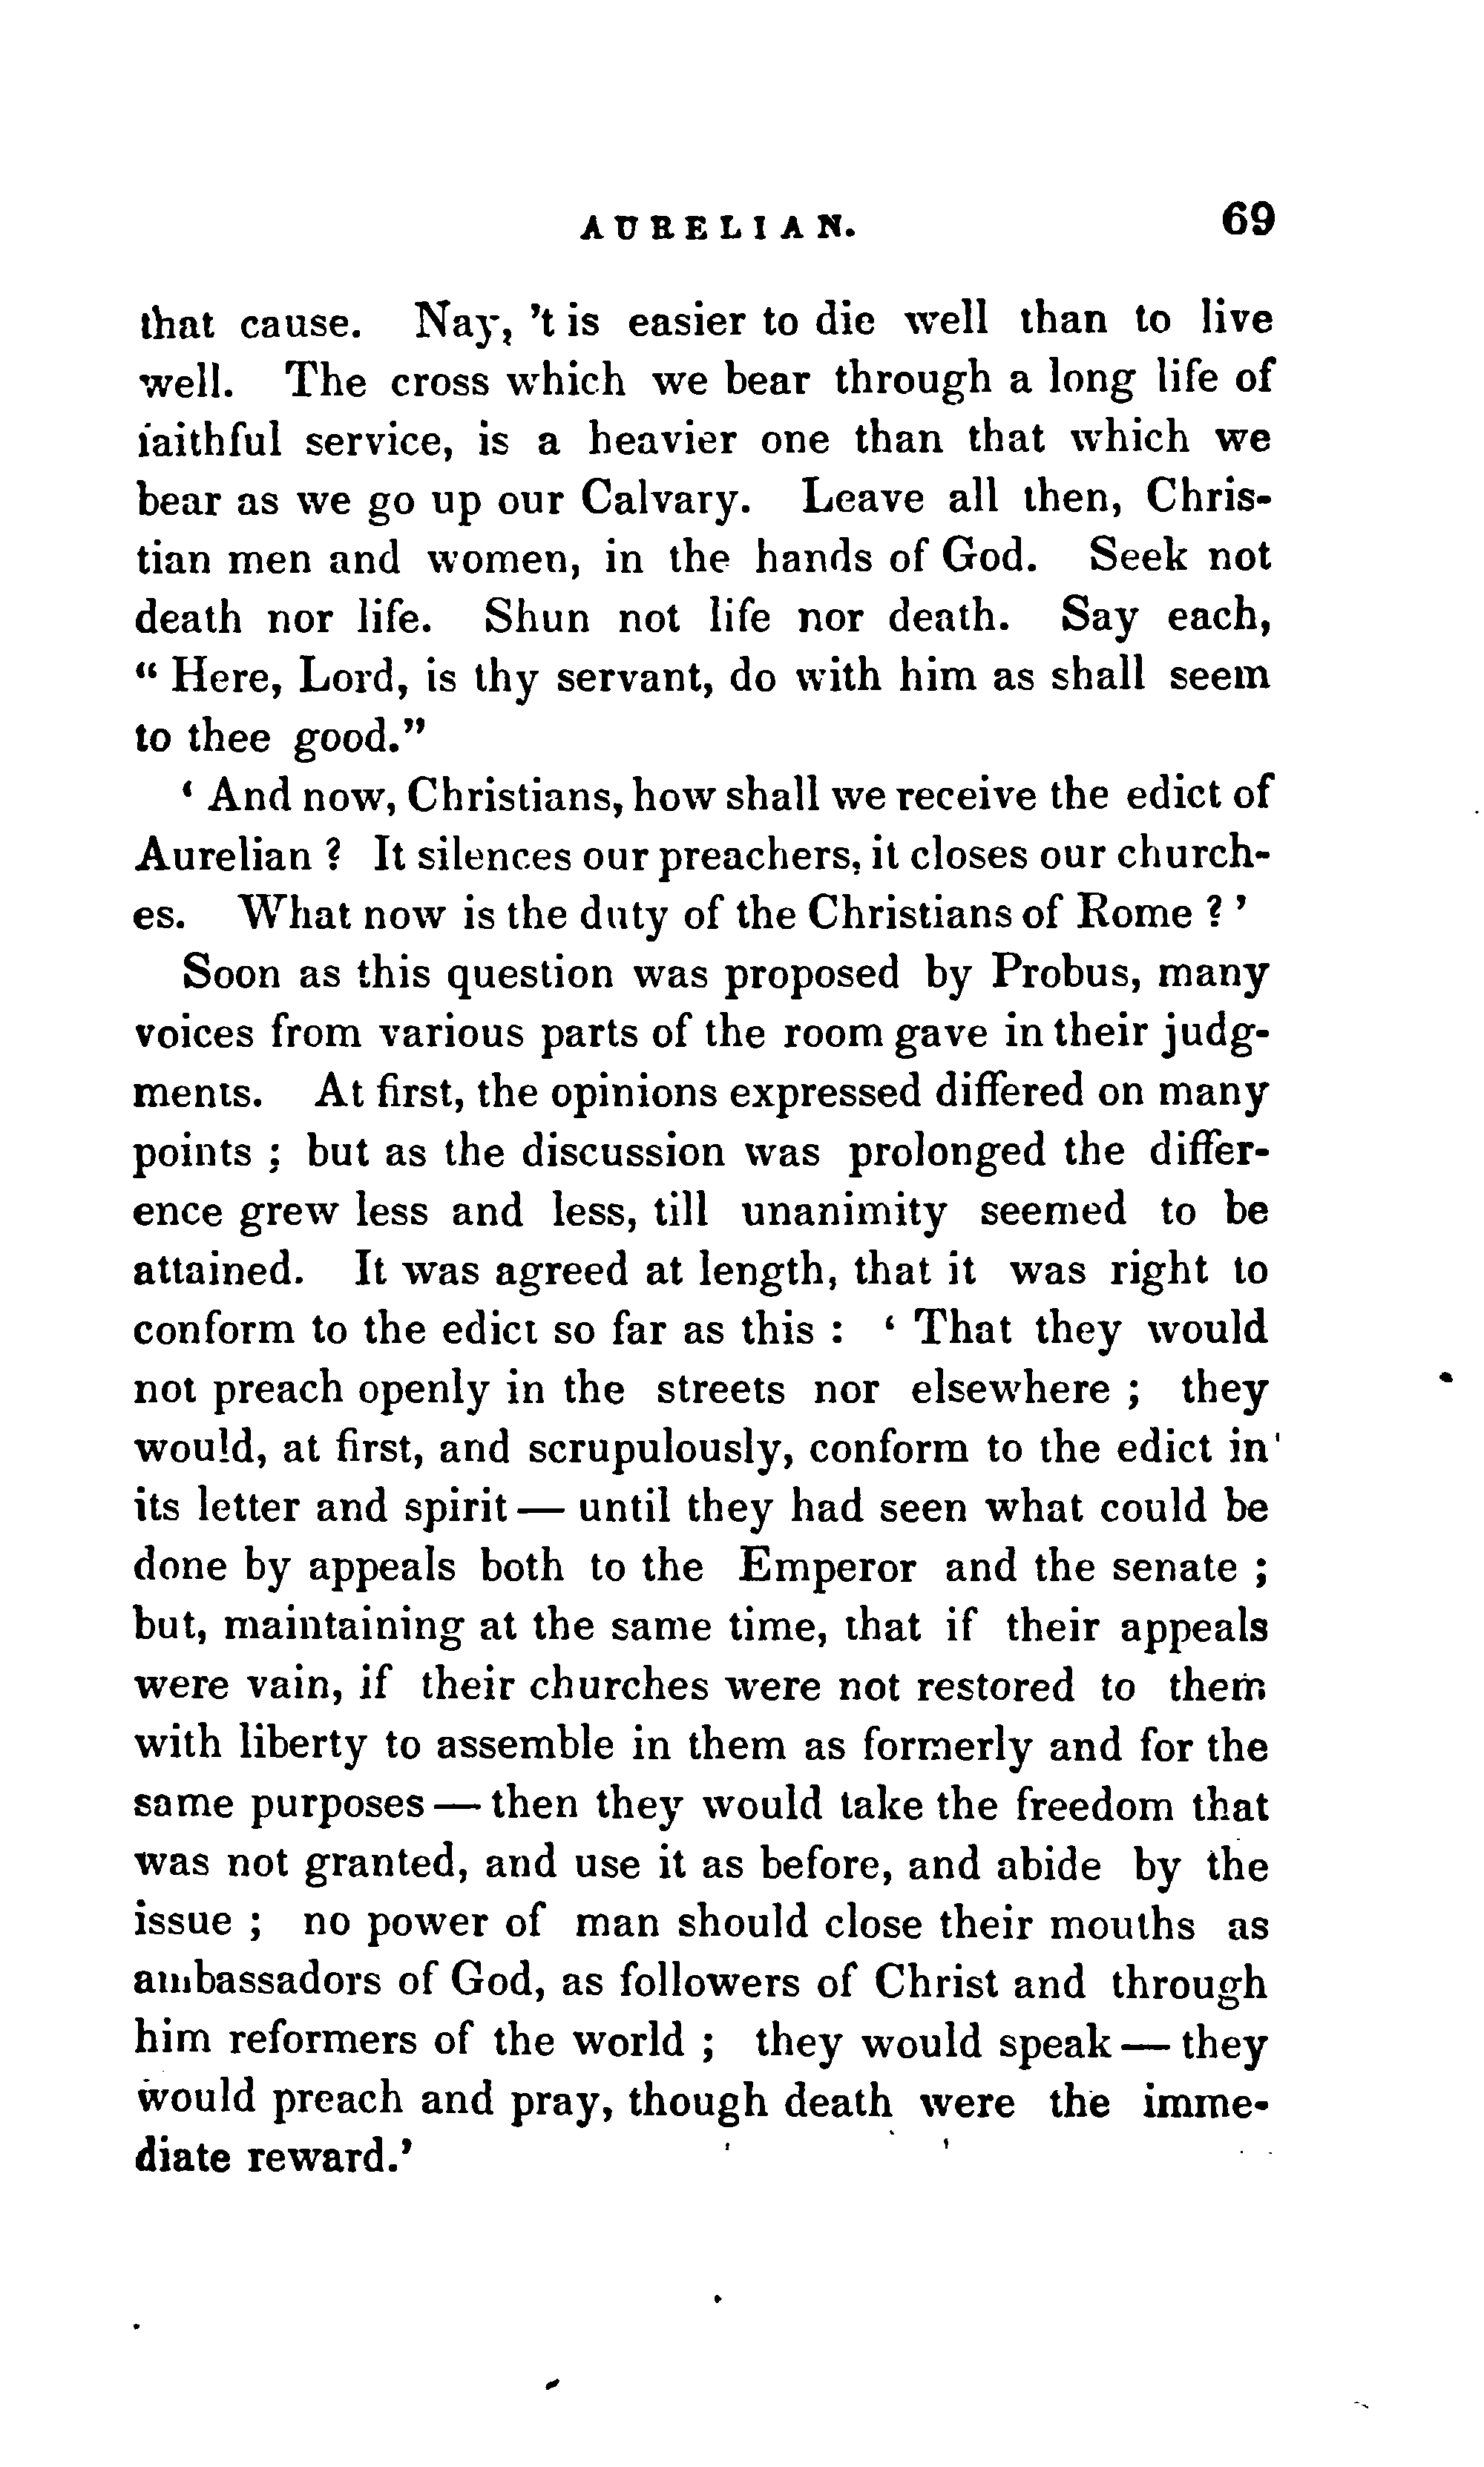 AURELIAN. 69
that cause. Nay, 't is easier to die well than to live
well. The cross which we bear through a long life of
faithful service, is a heavier one than that which we
bear as we go up our Calvary. Leave all then, Chris-
tian men and women, in the hands of God. Seek not
death nor life. Shun not life nor death. Say each,
“ Here, Lord, is thy servant, do with him as shall seem
to thee good.”
‘ And now, Christians, how shall we receive the edict of
Aurelian ? It silences our preachers, it closes our church-
es. What now is the duty of the Christians of Rome ? ’
Soon as this question was proposed by Probus, many
voices from various parts of the room gave in their judg-
ments. At first, the opinions expressed differed on many
points ; but as the discussion was prolonged the differ-
ence grew less and less, till unanimity seemed to be
attained. It was agreed at length, that it was right to
conform to the edict so far as this : ‘ That they would
not preach openly in the streets nor elsewhere ; they
would, at first, and scrupulously, conform to the edict in
its letter and spirit — until they had seen what could be
done by appeals both to the Emperor and the senate ;
but, maintaining at the same time, that if their appeals
were vain, if their churches were not restored to them
with liberty to assemble in them as formerly and for the
same purposes — then they would take the freedom that
was not granted, and use it as before, and abide by the
issue ; no power of man should close their mouths as
ambassadors of God, as followers of Christ and through
him reformers of the world ; they would speak — they
would preach and pray, though death were the imme-
diate reward.’